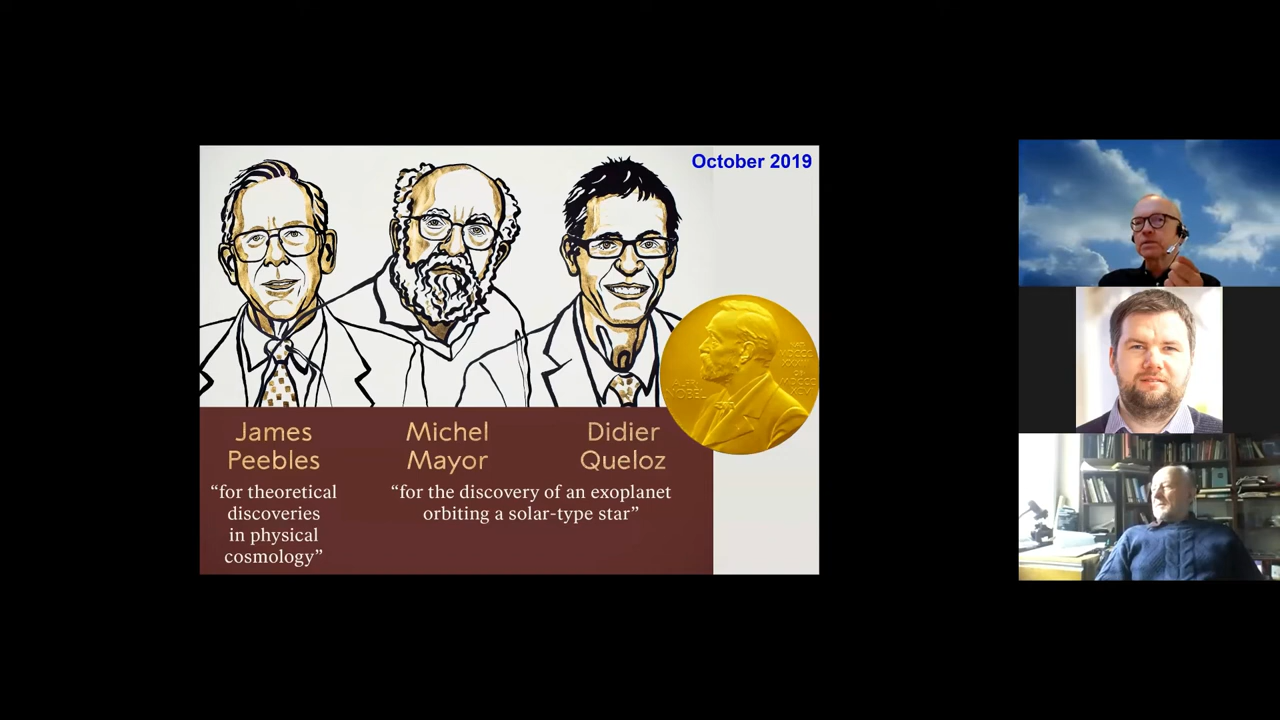 October 2019
James
Peebles
Michel
Mayor
Didier
Queloz
“for theoretical
discoveries
in physical
cosmology”
“for the discovery of an exoplanet
orbiting a solar-type star”
NOBEL